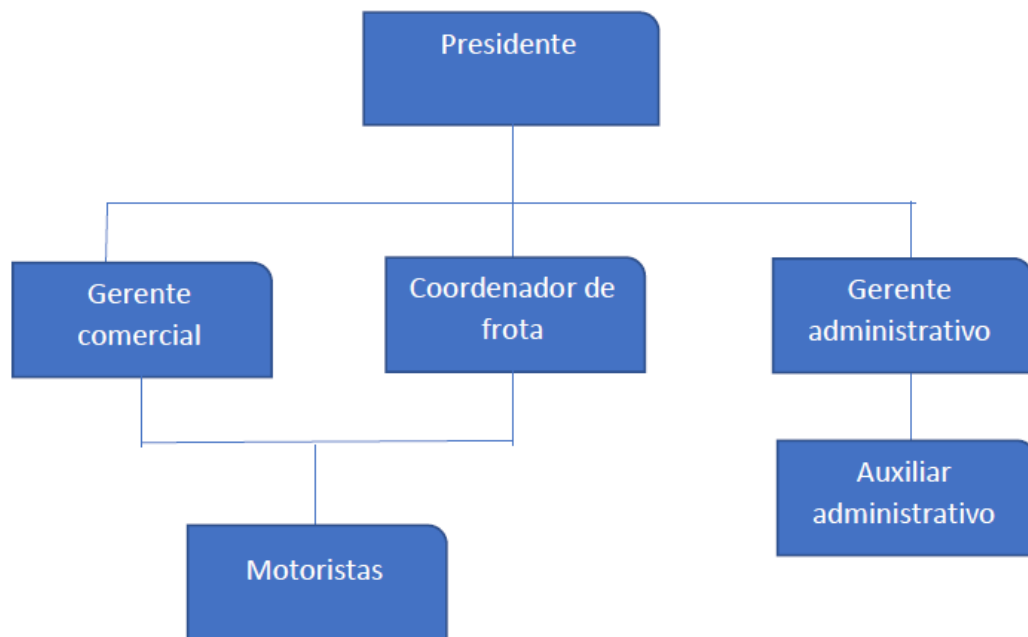 Presidente
Gerente
comercial
Coordenador de
frota
Gerente
administrativo
Auxiliar
administrativo
Motoristas